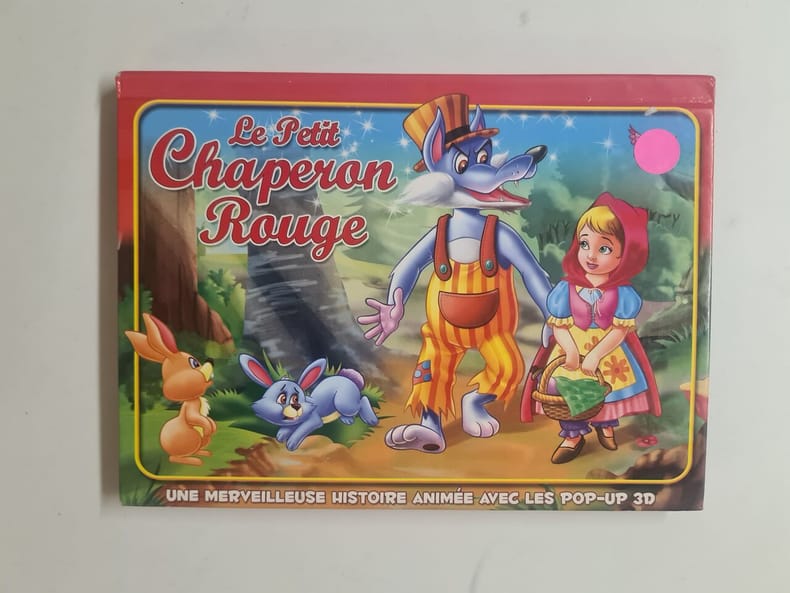 Le Petit
Chaperon
Rouge
UNE MERVEILLEUSE HISTOIRE ANIMÉE AVEC LES POP-UP 3D